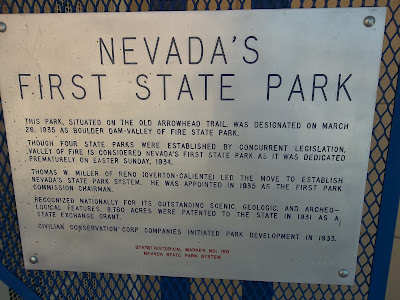 NEVADA'S
FIRST STATE PARK
THIS PARK, SITUATED ON THE OLD ARROWHEAD TRAIL, WAS DESIGNATED ON MARCH
26, 1935 AS BOULDER DAM-VALLEY OF FIRE STATE PARK.
THOUGH FOUR STATE PARKS WERE ESTABLISHED BY CONCURRENT LEGISLATION,
VALLEY OF FIRE IS CONSIDERED NEVADA'S FIRST STATE PARK AS IT WAS DEDICATED
PREMATURELY ON EASTER SUNDAY, 1934.
THOMAS W. MILLER OF RENO (OVERTON-CALIENTE) LED THE MOVE TO ESTABLISH
NEVADA'S STATE PARK SYSTEM. HE WAS APPOINTED IN 1935 AS THE FIRST PARK
COMMISSION CHAIRMAN.
RECOGNIZED NATIONALLY FOR ITS OUTSTANDING SCENIC, GEOLOGIC, AND ARCHEO-
LOGICAL FEATURES, 8,760 ACRES WERE PATENTED TO THE STATE IN 1931 AS A
STATE EXCHANGE GRANT.
CIVILIAN CONSERVATION CORP COMPANIES INITIATED PARK DEVELOPMENT IN 1933.
STATE HISTORICAL MARKER NO. 150
NEVADA STATE PARK SYSTEM